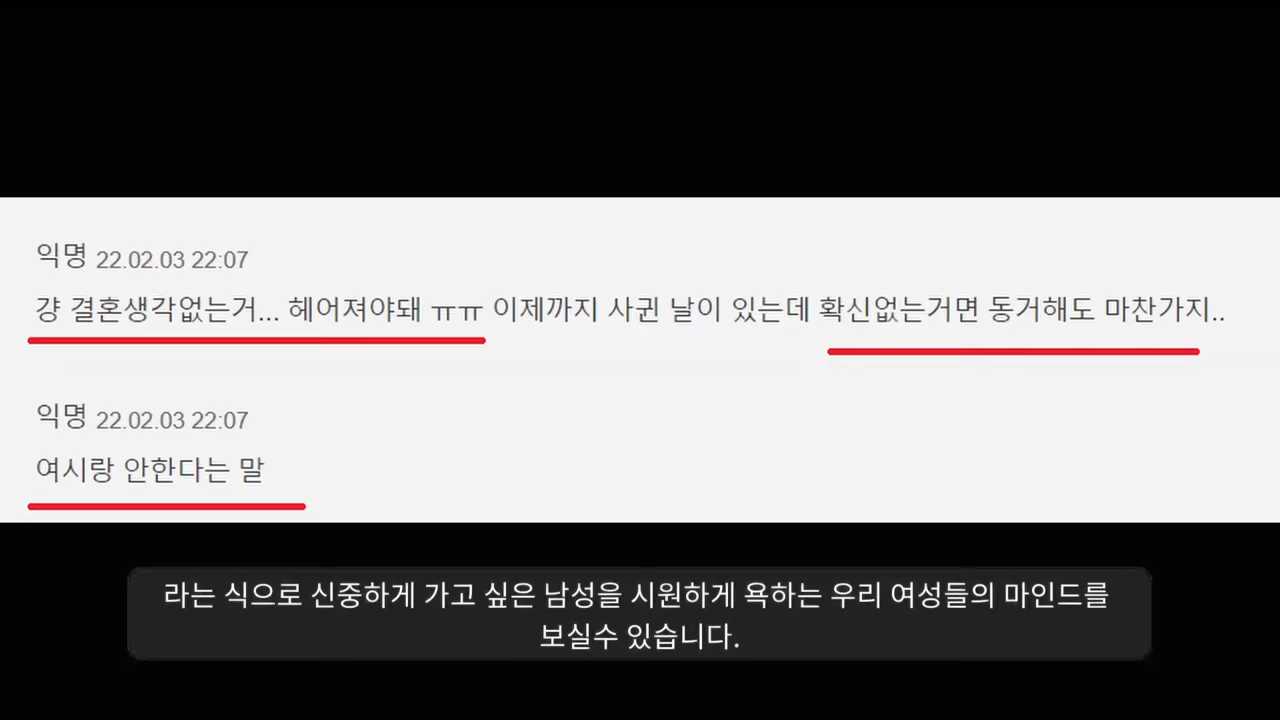 익명 22.02.03 22:07
걍 결혼생각없는거... 헤어져야돼 ㅠㅠ 이제까지 사귄 날이 있는데 확신없는거면 동거해도 마찬가지..
익명 22.02.03 22:07
여시랑 안한다는 말
라는 식으로 신중하게 가고 싶은 남성을 시원하게 욕하는 우리 여성들의 마인드를
보실수 있습니다.